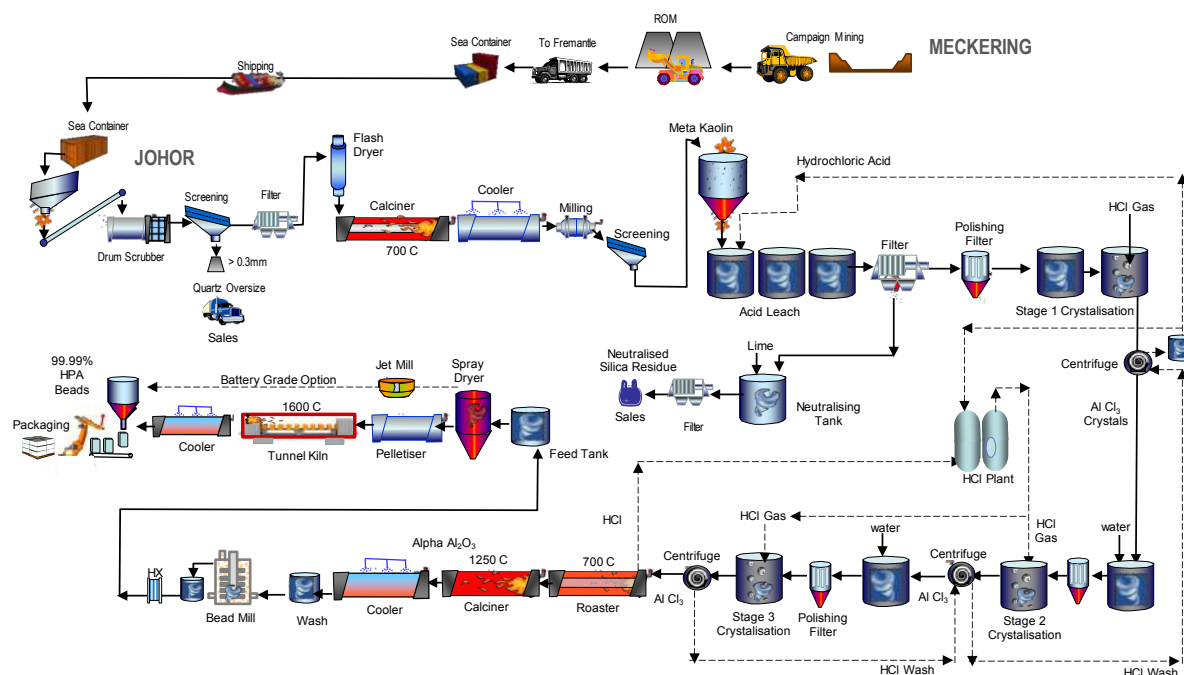 ROM
Campaign Mining
MECKERING
To Fremantle
Sea Container
Shipping
Sea Container
JOHOR
Flash
Dryer
Meta Kaolin
Hydrochloric Acid
HCl Gas
Screening
Filter
Calciner
Cooler
Milling
Screening
Filter
Polishing
Filter
700 C
Drum Scrubber
> 0.3mm
Quartz Oversize
Sales
Acid Leach
Stage 1 Crystalisation
99.99%
HPA
Beads
Battery Grade Option
Jet Mill
Spray
Dryer
Neutralised
Silica Residue
Lime
Centrifuge
1600 C
Sales
Filter
Neutralising
Tank
Al Cl3
Crystals
Packaging
Cooler
Tunnel Kiln
Pelletiser
Feed Tank
HCl Plant
HCl
HCl Gas
HCl
Gas
water
water
Alpha Al2O3
1250 C
700 C
Centrifuge
Centrifuge
HX
Al Cl3
Al Cl3
Bead Mill
Wash
Cooler
Calciner
Roaster
Stage 3
Crystalisation
Polishing
Filter
Stage 2
Crystalisation
HCl Wash
HCl Wash